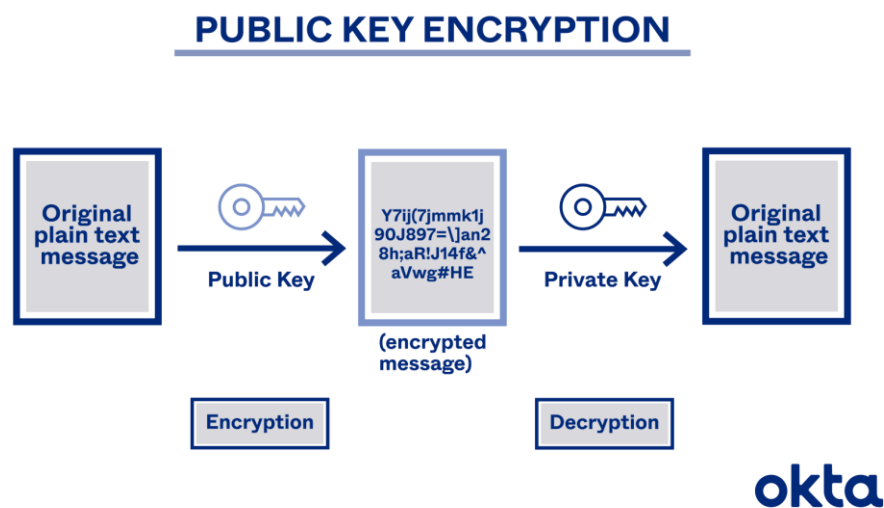 PUBLIC KEY ENCRYPTION
Original
plain text
message
Public Key
Y7ij(7jmmk1j
90J897=\]an2
8h;aR!J14f&^
aVwg#HE
(encrypted
message)
Private Key
Original
plain text
message
Encryption
Decryption
okta